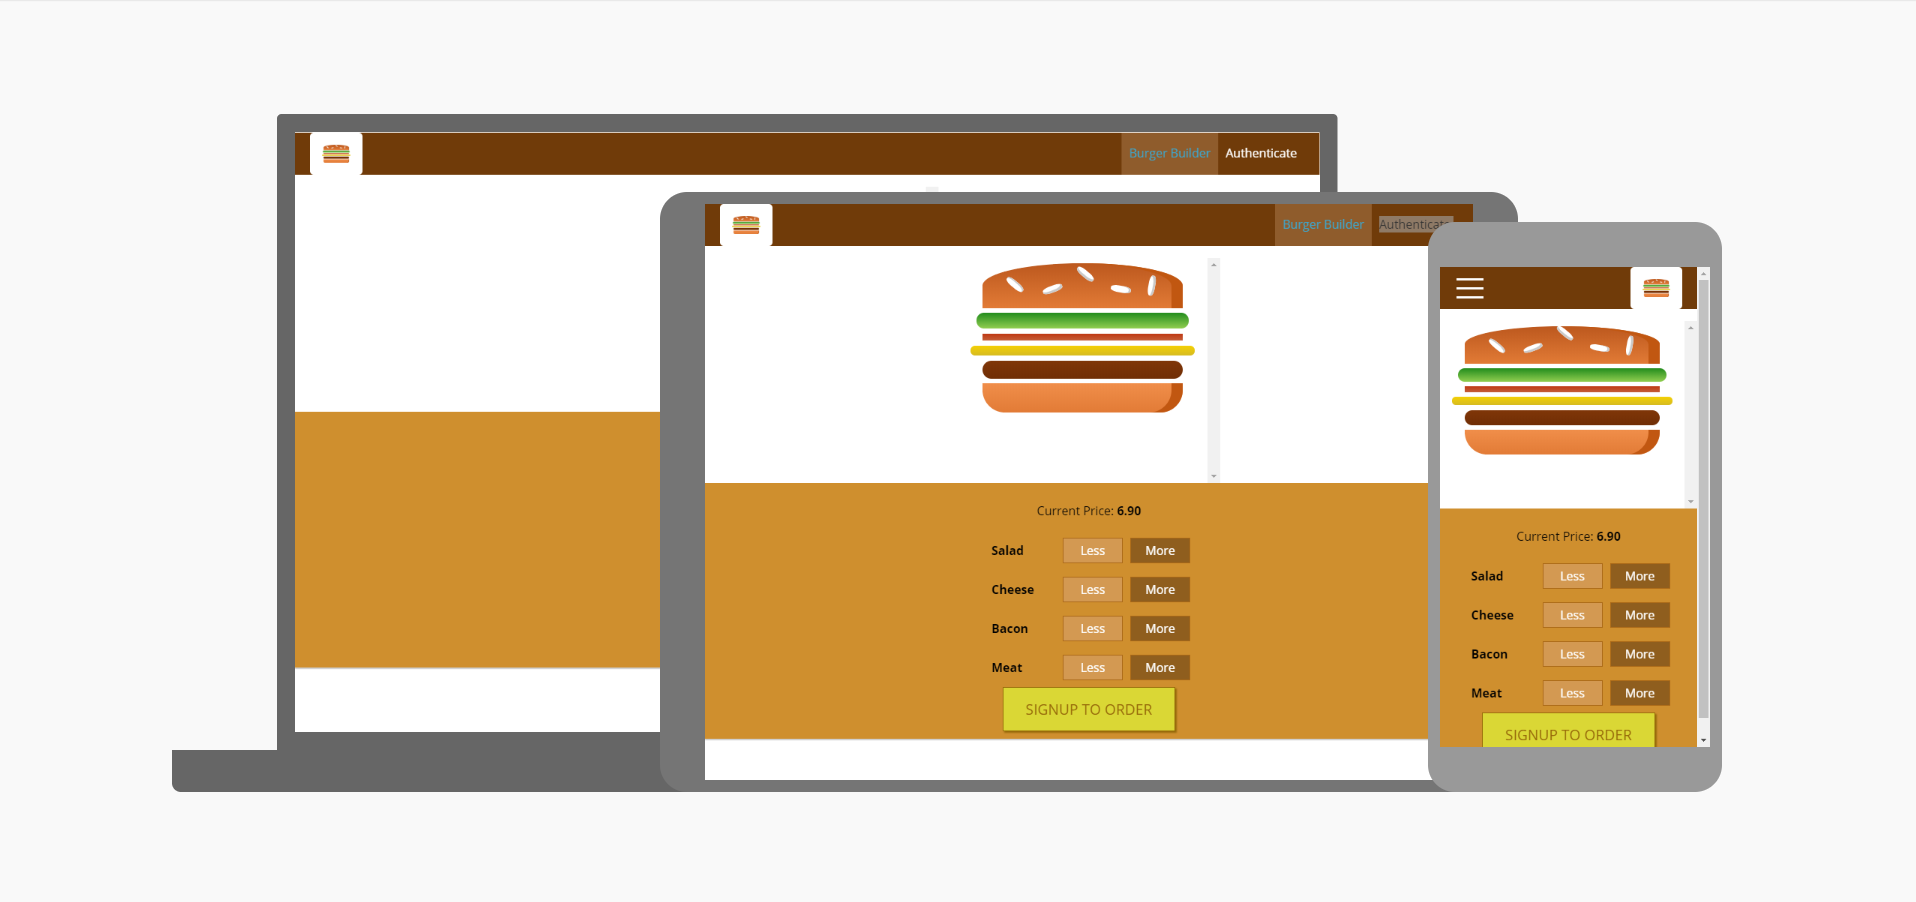 Burger Builder Authenticate
Burger Builder Authenticate
Current Price: 6.90
Salad Less More
Cheese Less More
Bacon Less More
Meat Less More
SIGNUP TO ORDER
Current Price: 6.90
Salad Less More
Cheese Less More
Bacon Less More
Meat Less More
SIGNUP TO ORDER